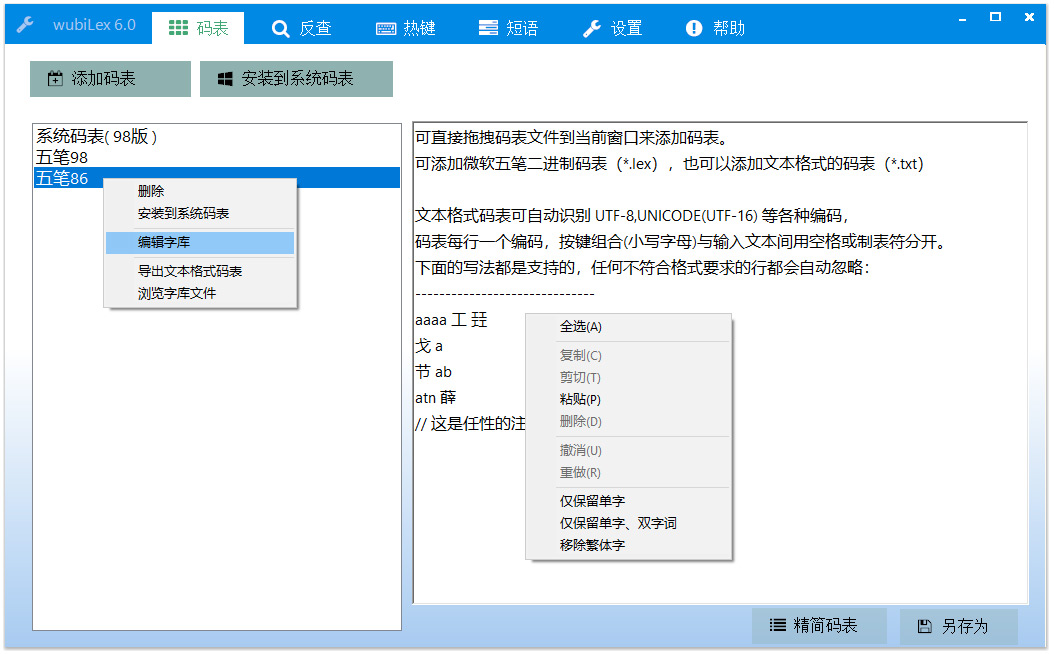 wubiLex 6.0
码表
反查
热键
短语
设置
帮助
添加码表
安装到系统码表
系统码表( 98版 )
五笔98
五笔86
删除
安装到系统码表
编辑字库
导出文本格式码表
浏览字库文件
可直接拖拽码表文件到当前窗口来添加码表。
可添加微软五笔二进制码表（*.lex），也可以添加文本格式的码表（*.txt）
文本格式码表可自动识别 UTF-8,UNICODE(UTF-16) 等各种编码，
码表每行一个编码，按键组合(小写字母)与输入文本间用空格或制表符分开。
下面的写法都是支持的，任何不符合格式要求的行都会自动忽略：
------------------------------
aaaa 工 㠭
戈 a
节 ab
atn 薛
// 这是任性的注
全选(A)
复制(C)
剪切(T)
粘贴(P)
删除(D)
撤消(U)
重做(R)
仅保留单字
仅保留单字、双字词
移除繁体字
精简码表
另存为